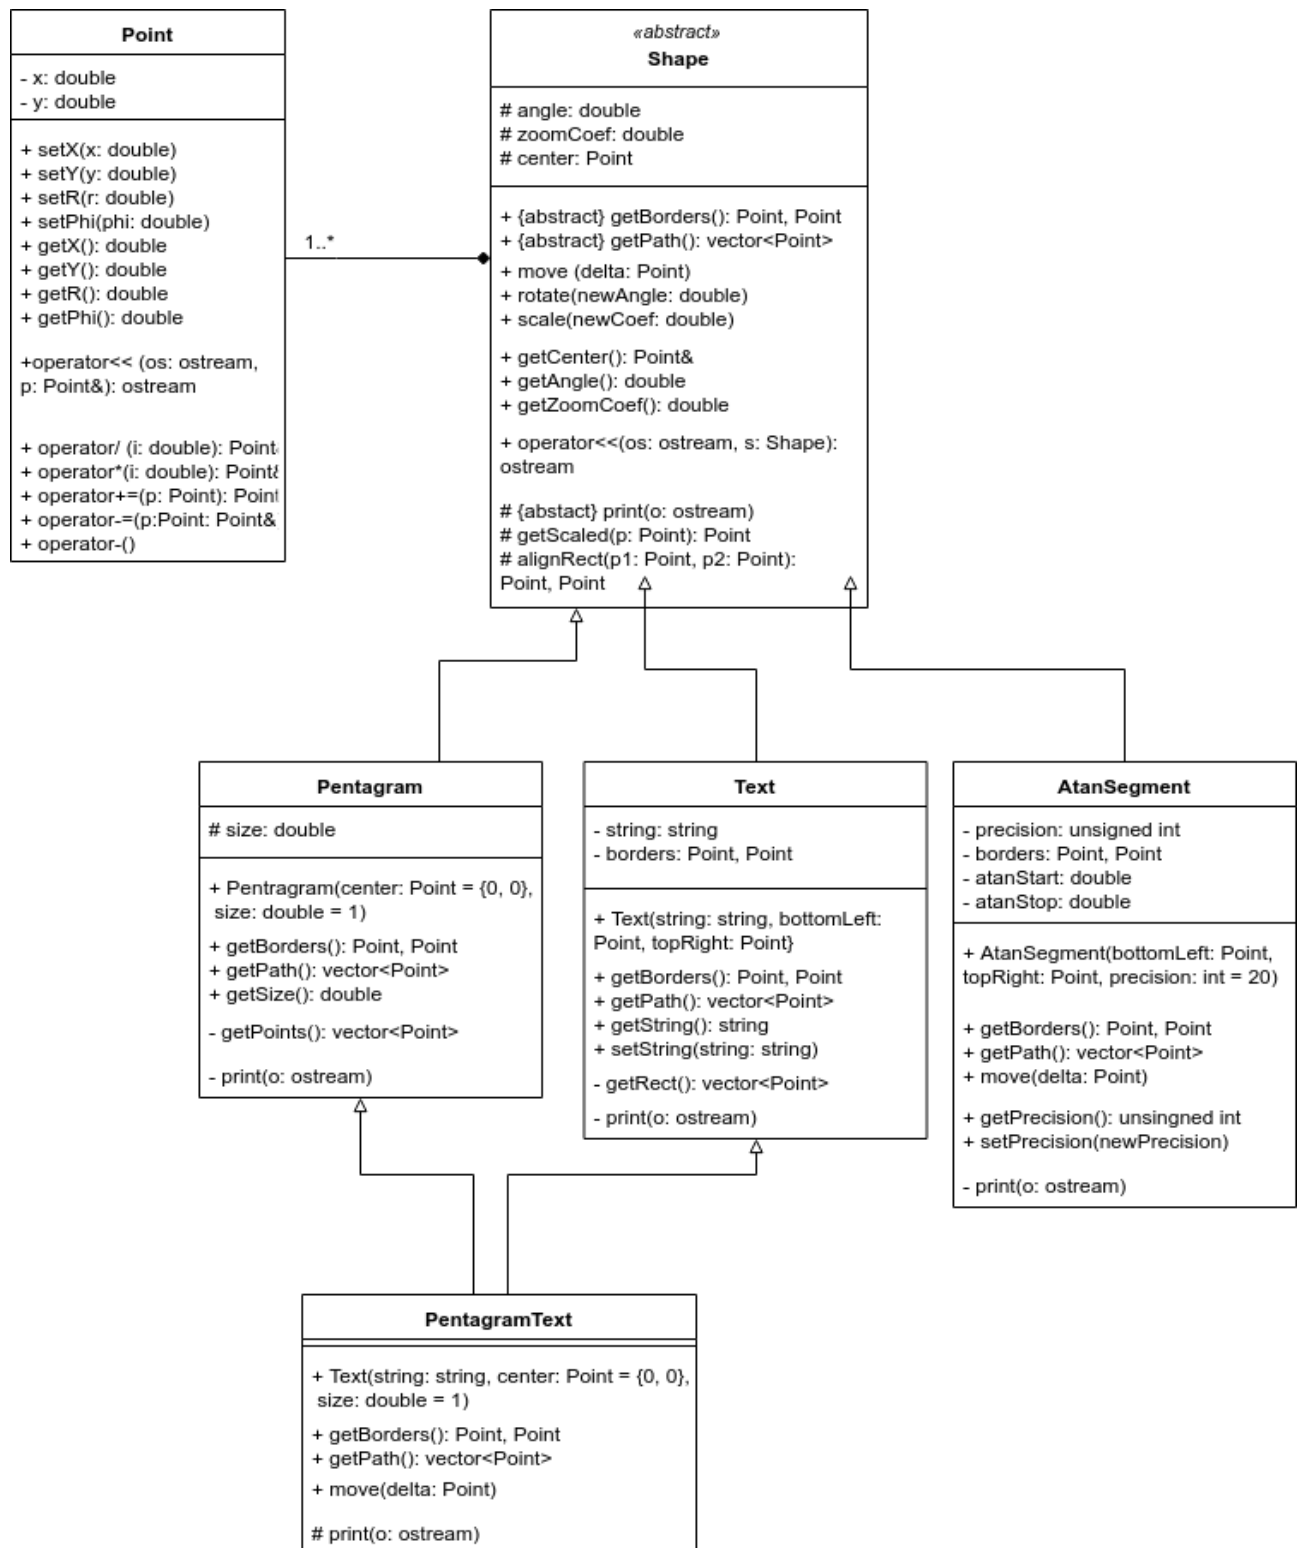 Point
- x: double
- y: double
+ setX(x: double)
+ setY(y: double)
+ setR(r: double)
+ setPhi(phi: double)
+ getX(): double
+ getY(): double
+ getR(): double
+ getPhi(): double
+operator<< (os: ostream,
p: Point&): ostream
+ operator/ (i: double): Point&
+ operator*(i: double): Point&
+ operator+=(p: Point): Point
+ operator-=(p:Point: Point&
+ operator-()
1..*
«abstract»
Shape
# angle: double
# zoomCoef: double
# center: Point
+ {abstract} getBorders(): Point, Point
+ {abstract} getPath(): vector<Point>
+ move (delta: Point)
+ rotate(newAngle: double)
+ scale(newCoef: double)
+ getCenter(): Point&
+ getAngle(): double
+ getZoomCoef(): double
+ operator<<(os: ostream, s: Shape):
ostream
# {abstact} print(o: ostream)
# getScaled(p: Point): Point
# alignRect(p1: Point, p2: Point):
Point, Point
Pentagram
# size: double
+ Pentragram(center: Point = {0, 0},
size: double = 1)
+ getBorders(): Point, Point
+ getPath(): vector<Point>
+ getSize(): double
- getPoints(): vector<Point>
- print(o: ostream)
Text
- string: string
- borders: Point, Point
+ Text(string: string, bottomLeft:
Point, topRight: Point}
+ getBorders(): Point, Point
+ getPath(): vector<Point>
+ getString(): string
+ setString(string: string)
- getRect(): vector<Point>
- print(o: ostream)
AtanSegment
- precision: unsigned int
- borders: Point, Point
- atanStart: double
- atanStop: double
+ AtanSegment(bottomLeft: Point,
topRight: Point, precision: int = 20)
+ getBorders(): Point, Point
+ getPath(): vector<Point>
+ move(delta: Point)
+ getPrecision(): unsingned int
+ setPrecision(newPrecision)
- print(o: ostream)
PentagramText
+ Text(string: string, center: Point = {0, 0},
size: double = 1)
+ getBorders(): Point, Point
+ getPath(): vector<Point>
+ move(delta: Point)
# print(o: ostream)